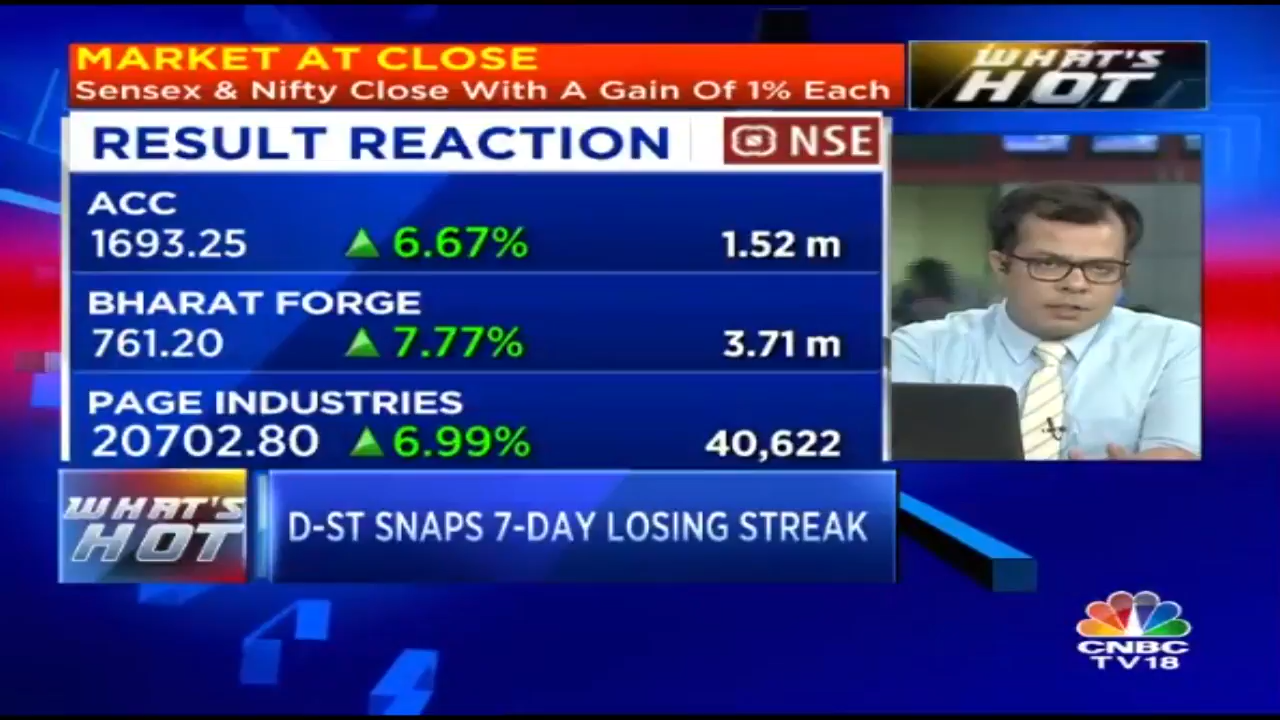 MARKET AT CLOSE
Sensex & Nifty Close With A Gain Of 1% Each
WHAT'S
HOT
RESULT REACTION NSE
ACC
1693.25 6.67% 1.52 m
BHARAT FORGE
761.20 7.77% 3.71 m
PAGE INDUSTRIES
20702.80 6.99% 40,622
WHAT'S
HOT
D-ST SNAPS 7-DAY LOSING STREAK
CNBC
TV18